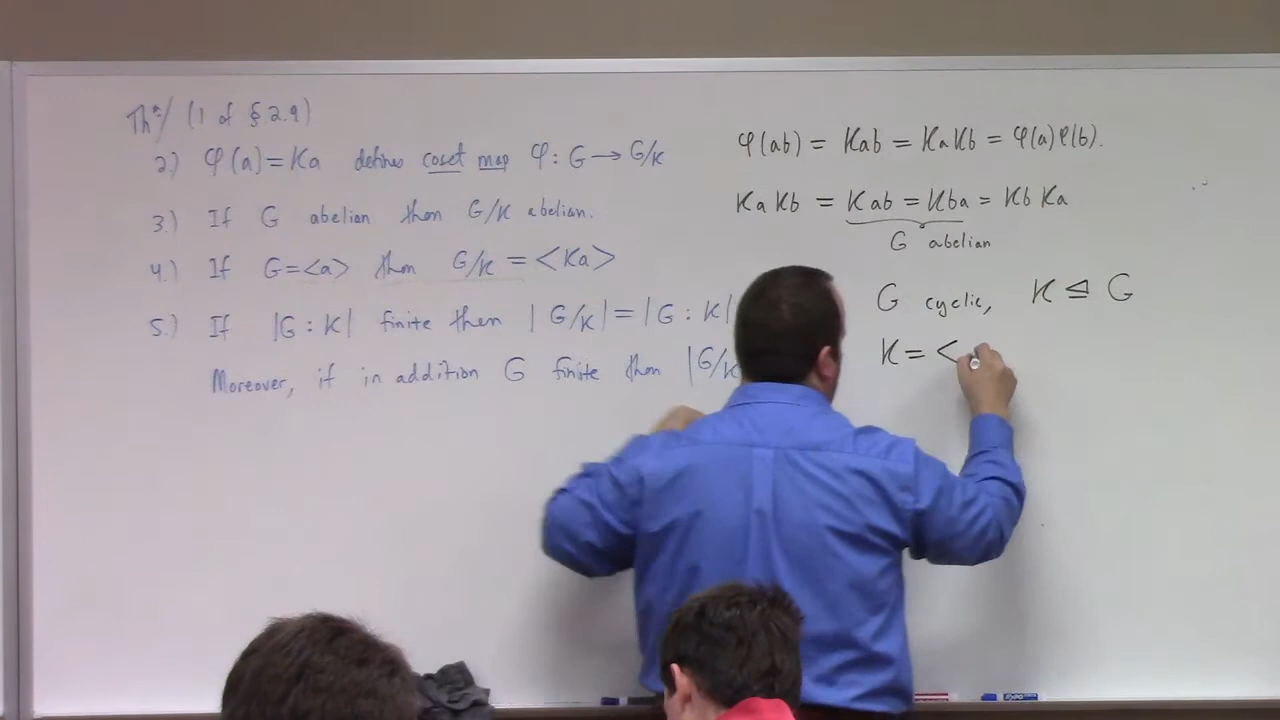 Thᵐ/ (1 of § 2.9)
2.) φ(a)=Ka defines coset map φ: G→G/K
3.) If G abelian then G/K abelian.
4.) If G=<a> then G/K = <Ka>
5.) If |G : K| finite then |G/K|=|G : K|
Moreover, if in addition G finite then |G/K
φ(ab) = Kab = KaKb = φ(a)φ(b).
KaKb = Kab = Kba = KbKa
G abelian
G cyclic, K ⊴ G
K = <